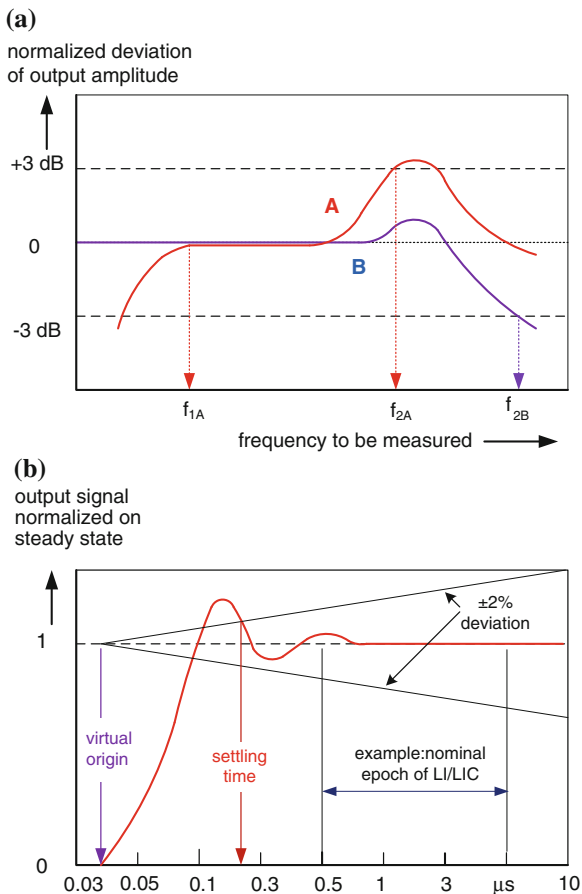 (a)
normalized deviation
of output amplitude
+3 dB
A
0
B
-3 dB
f1A
f2A
f2B
frequency to be measured
(b)
output signal
normalized on
steady state
±2%
deviation
1
virtual
origin
settling
time
example:nominal
epoch of LI/LIC
0
0.03 0.05 0.1 0.3 0.5 1 3 µs 10